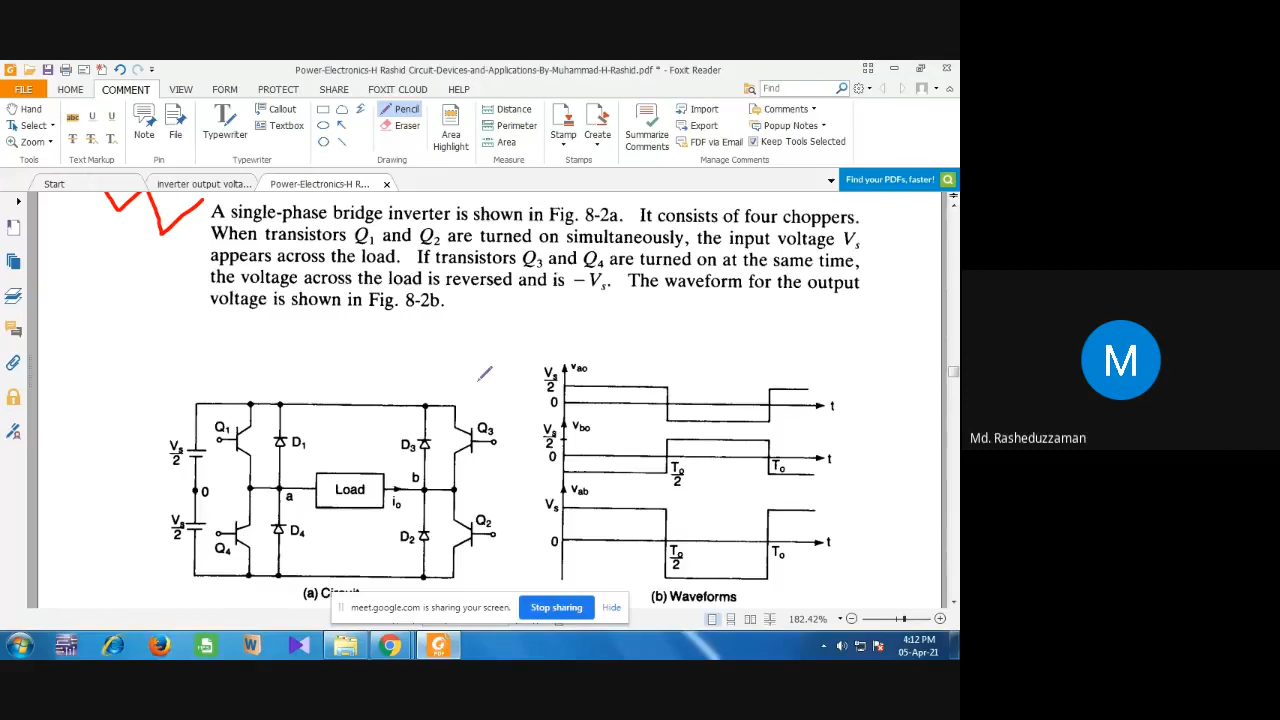 Power-Electronics-H Rashid Circuit-Devices-and-Applications-By-Muhammad-H-Rashid.pdf * - Foxit Reader
FILE HOME COMMENT VIEW FORM PROTECT SHARE FOXIT CLOUD HELP Find
Hand Callout Pencil Distance Import Comments
Select Textbox Eraser Perimeter Export Popup Notes
Zoom Area FDF via Email Keep Tools Selected
Note File Typewriter Area Highlight Stamp Create Summarize Comments
Tools Text Markup Pin Typewriter Drawing Measure Stamps Manage Comments
Start inverter output volta... Power-Electronics-H R... Find your PDFs, faster!
A single-phase bridge inverter is shown in Fig. 8-2a. It consists of four choppers.
When transistors Q1 and Q2 are turned on simultaneously, the input voltage Vs
appears across the load. If transistors Q3 and Q4 are turned on at the same time,
the voltage across the load is reversed and is −Vs. The waveform for the output
voltage is shown in Fig. 8-2b.
Vs/2 vao
0 t
Vs/2 vbo
0 To/2 To t
vab
Vs
0 To/2 To t
Q1 D1 D3 Q3
Vs/2
0 a Load b
io
Vs/2 Q4 D4 D2 Q2
(b) Waveforms
meet.google.com is sharing your screen. Stop sharing Hide
182.42%
4:12 PM
05-Apr-21
M
Md. Rasheduzzaman